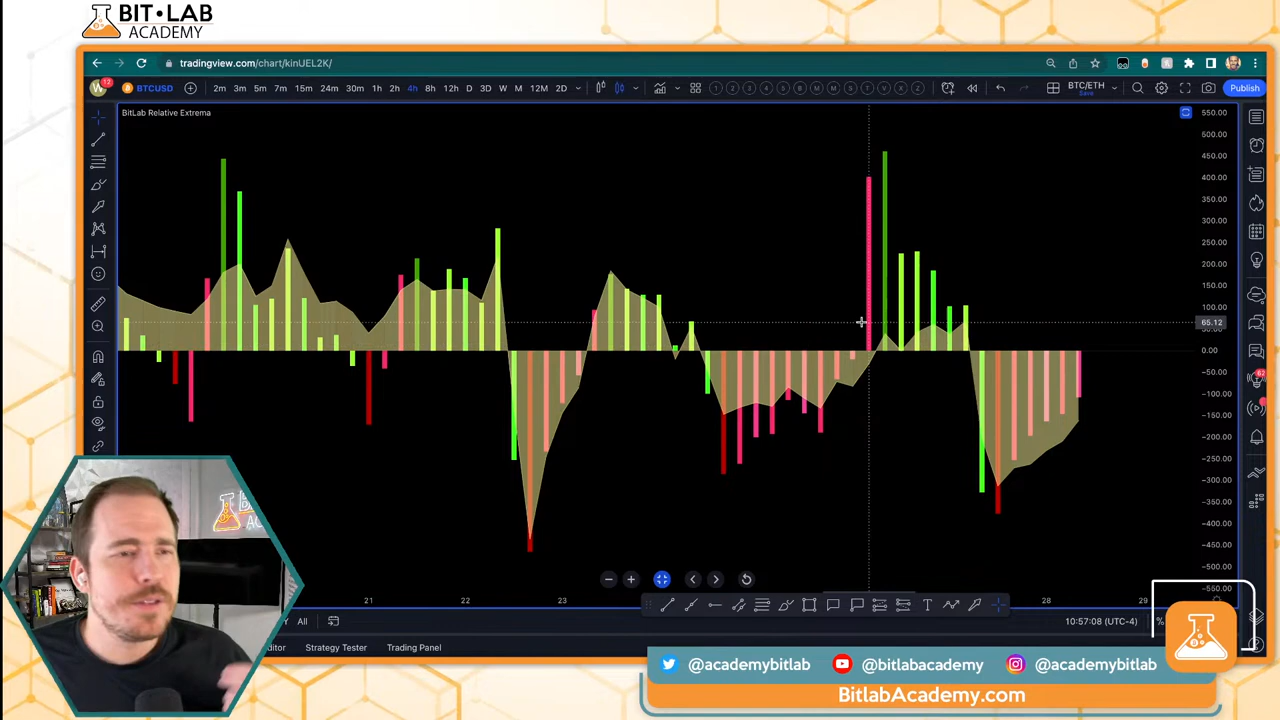 BIT•LAB
ACADEMY
tradingview.com/chart/kinUEL2K/
W 12 BTCUSD 2m 3m 5m 7m 15m 24m 30m 1h 2h 4h 8h 12h D 3D W M 12M 2D BTC/ETH Save Publish
BitLab Relative Extrema
550.00
500.00
450.00
400.00
350.00
300.00
250.00
200.00
150.00
100.00
65.12
50.00
0.00
−50.00
−100.00
−150.00
−200.00
−250.00
−300.00
−350.00
−400.00
−450.00
−500.00
−550.00
62
21 22 23 28 29
All 10:57:08 (UTC-4) %
Strategy Tester Trading Panel
@academybitlab @bitlabacademy @academybitlab
BitlabAcademy.com